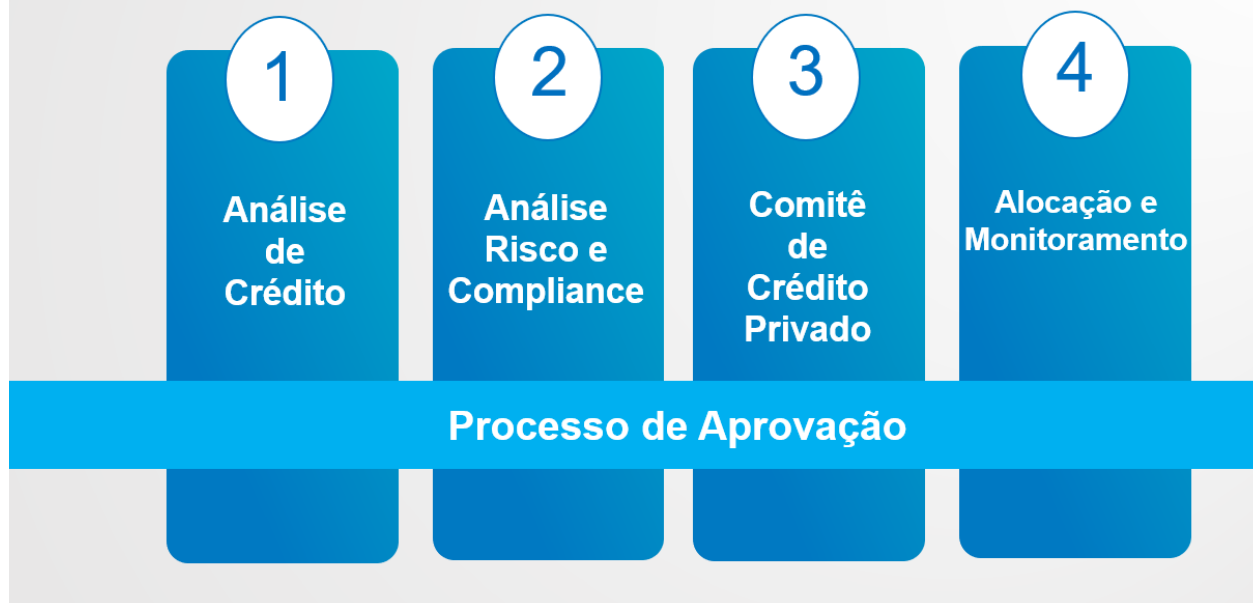 1
Análise
de
Crédito
2
Análise
Risco e
Compliance
3
Comitê
de
Crédito
Privado
4
Alocação e
Monitoramento
Processo de Aprovação